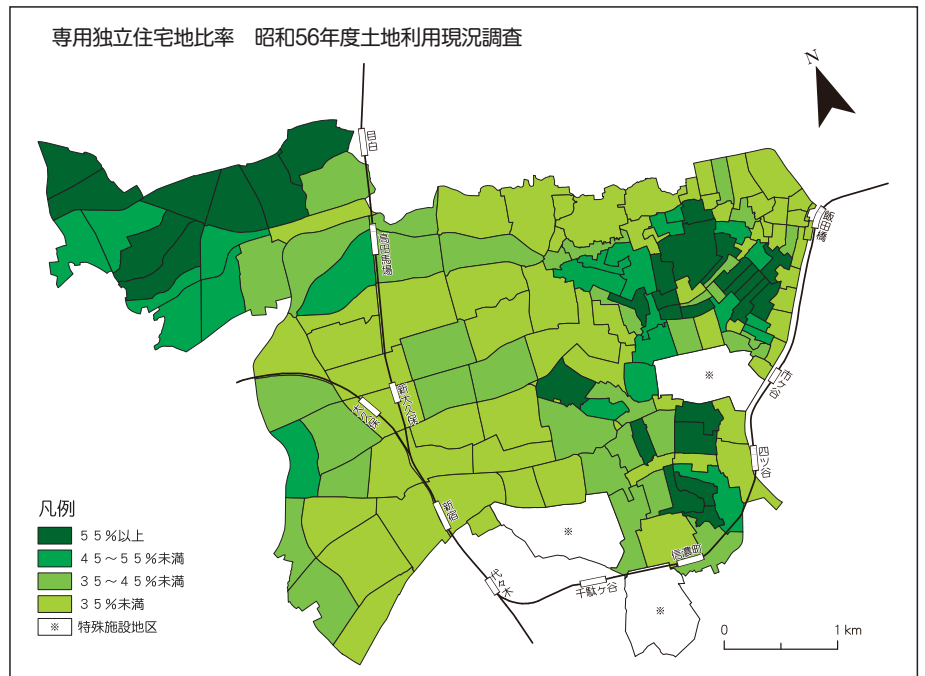 専用独立住宅地比率　昭和56年度土地利用現況調査
N
目白
飯田橋
高田馬場
※
市ケ谷
新大久保
大久保
四ツ谷
新宿
※
信濃町
代々木
千駄ケ谷
※
凡例
５５％以上
４５～５５％未満
３５～４５％未満
３５％未満
※ 特殊施設地区
0 1 km